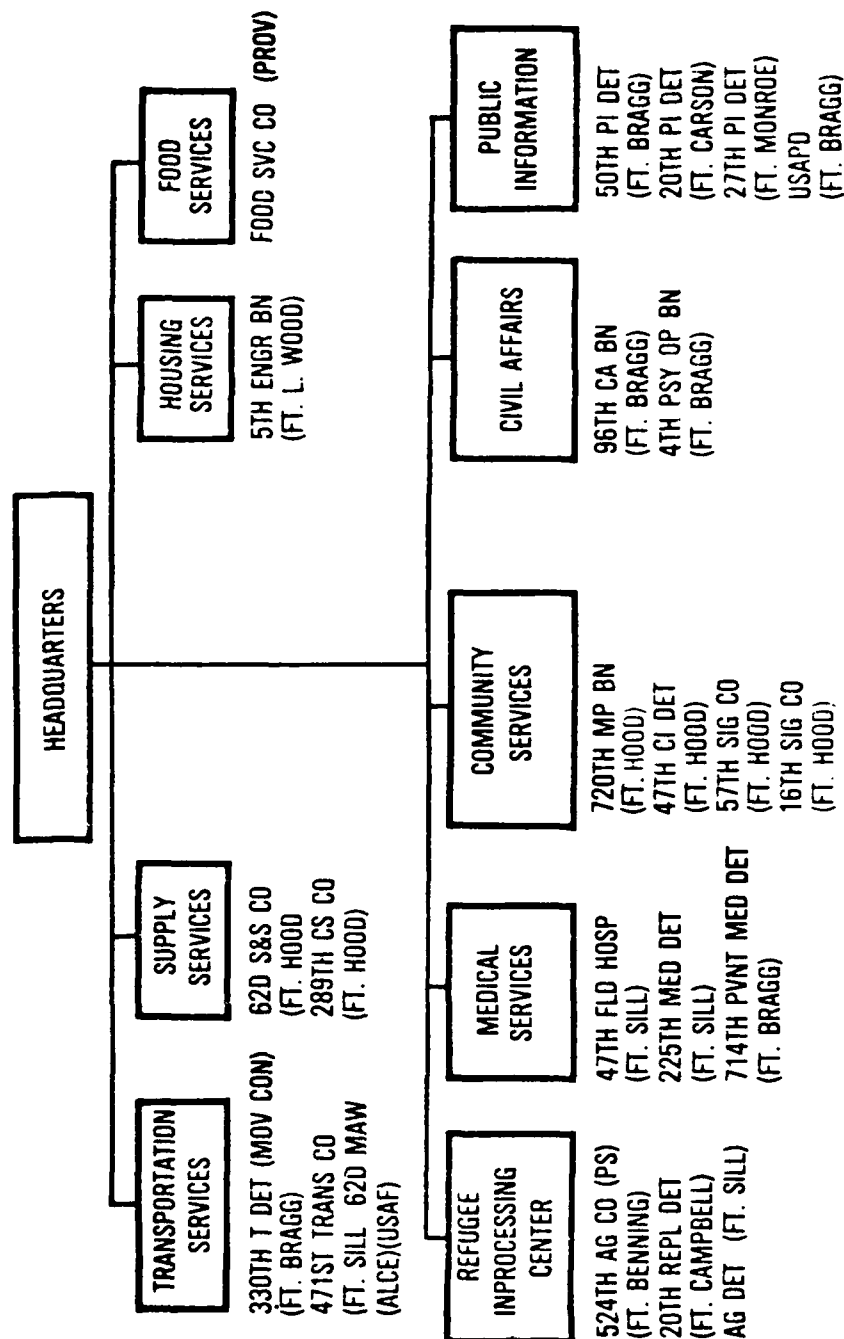 HEADQUARTERS
TRANSPORTATION
SERVICES
330TH T DET (MOV CON)
(FT. BRAGG)
471ST TRANS CO
(FT. SILL 62D MAW
(ALCE)(USAF)
SUPPLY
SERVICES
62D S&S CO
(FT. HOOD
289TH CS CO
(FT. HOOD)
HOUSING
SERVICES
5TH ENGR BN
(FT. L. WOOD)
FOOD
SERVICES
FOOD SVC CO (PROV)
REFUGEE
INPROCESSING
CENTER
524TH AG CO (PS)
(FT. BENNING)
20TH REPL DET
(FT. CAMPBELL)
AG DET (FT. SILL)
MEDICAL
SERVICES
47TH FLD HOSP
(FT. SILL)
225TH MED DET
(FT. SILL)
714TH PVNT MED DET
(FT. BRAGG)
COMMUNITY
SERVICES
720TH MP BN
(FT. HOOD)
47TH CI DET
(FT. HOOD)
57TH SIG CO
(FT. HOOD)
16TH SIG CO
(FT. HOOD)
CIVIL AFFAIRS
96TH CA BN
(FT. BRAGG)
4TH PSY OP BN
(FT. BRAGG)
PUBLIC
INFORMATION
50TH PI DET
(FT. BRAGG)
20TH PI DET
(FT. CARSON)
27TH PI DET
(FT. MONROE)
USAPD
(FT. BRAGG)